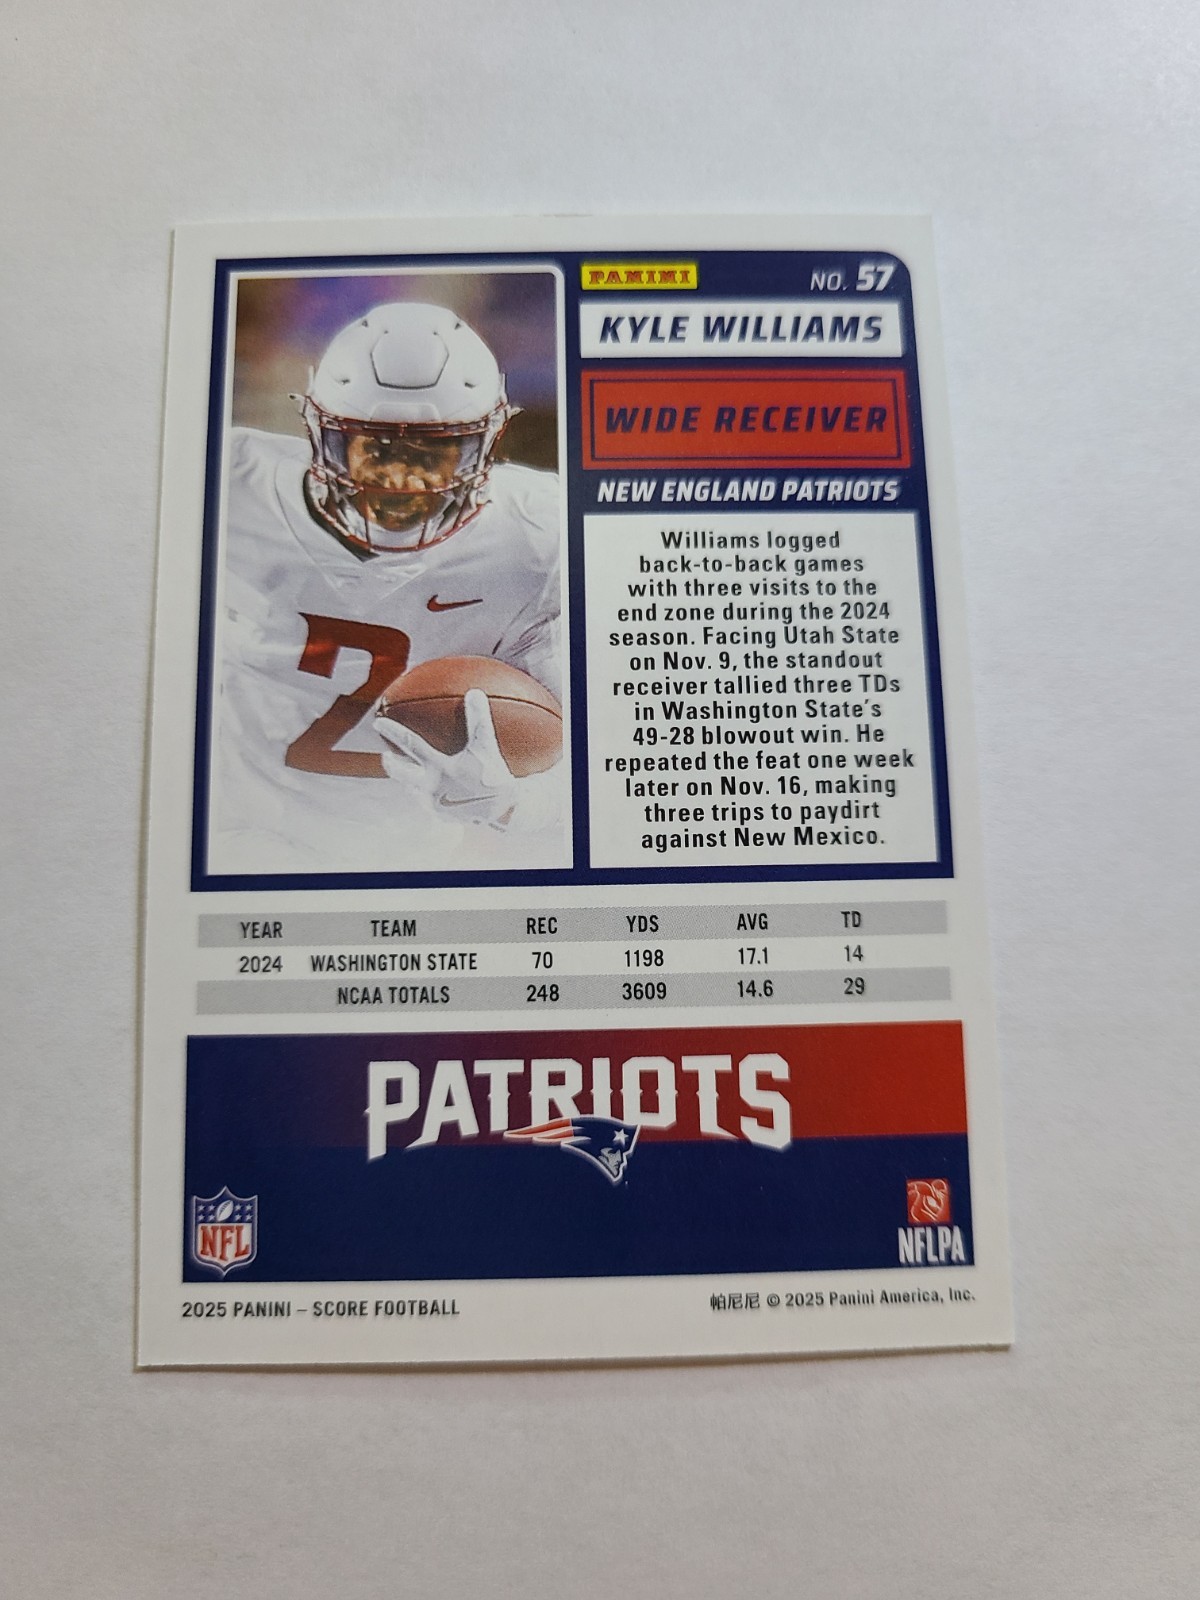 PANINI
NO. 57
KYLE WILLIAMS
WIDE RECEIVER
NEW ENGLAND PATRIOTS
Williams logged
back-to-back games
with three visits to the
end zone during the 2024
season. Facing Utah State
on Nov. 9, the standout
receiver tallied three TDs
in Washington State's
49-28 blowout win. He
repeated the feat one week
later on Nov. 16, making
three trips to paydirt
against New Mexico.
2
YEAR TEAM REC YDS AVG TD
2024 WASHINGTON STATE 70 1198 17.1 14
NCAA TOTALS 248 3609 14.6 29
PATRIOTS
NFL
NFLPA
2025 PANINI – SCORE FOOTBALL
帕尼尼 © 2025 Panini America, Inc.